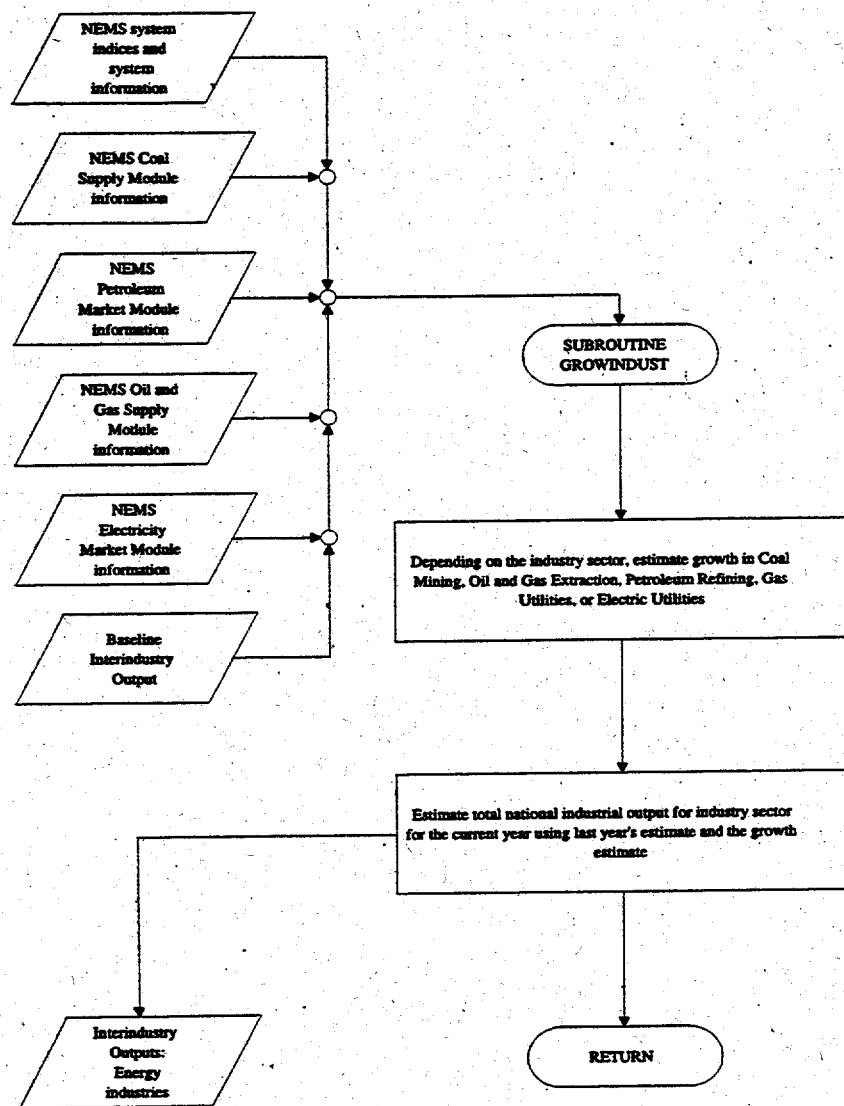 NEMS system
indices and
system
information
NEMS Coal
Supply Module
information
NEMS
Petroleum
Market Module
information
SUBROUTINE
GROWINDUST
NEMS Oil and
Gas Supply
Module
information
NEMS
Electricity
Market Module
information
Depending on the industry sector, estimate growth in Coal
Mining, Oil and Gas Extraction, Petroleum Refining, Gas
Utilities, or Electric Utilities
Baseline
Interindustry
Output
Estimate total national industrial output for industry sector
for the current year using last year's estimate and the growth
estimate
Interindustry
Outputs:
Energy
industries
RETURN